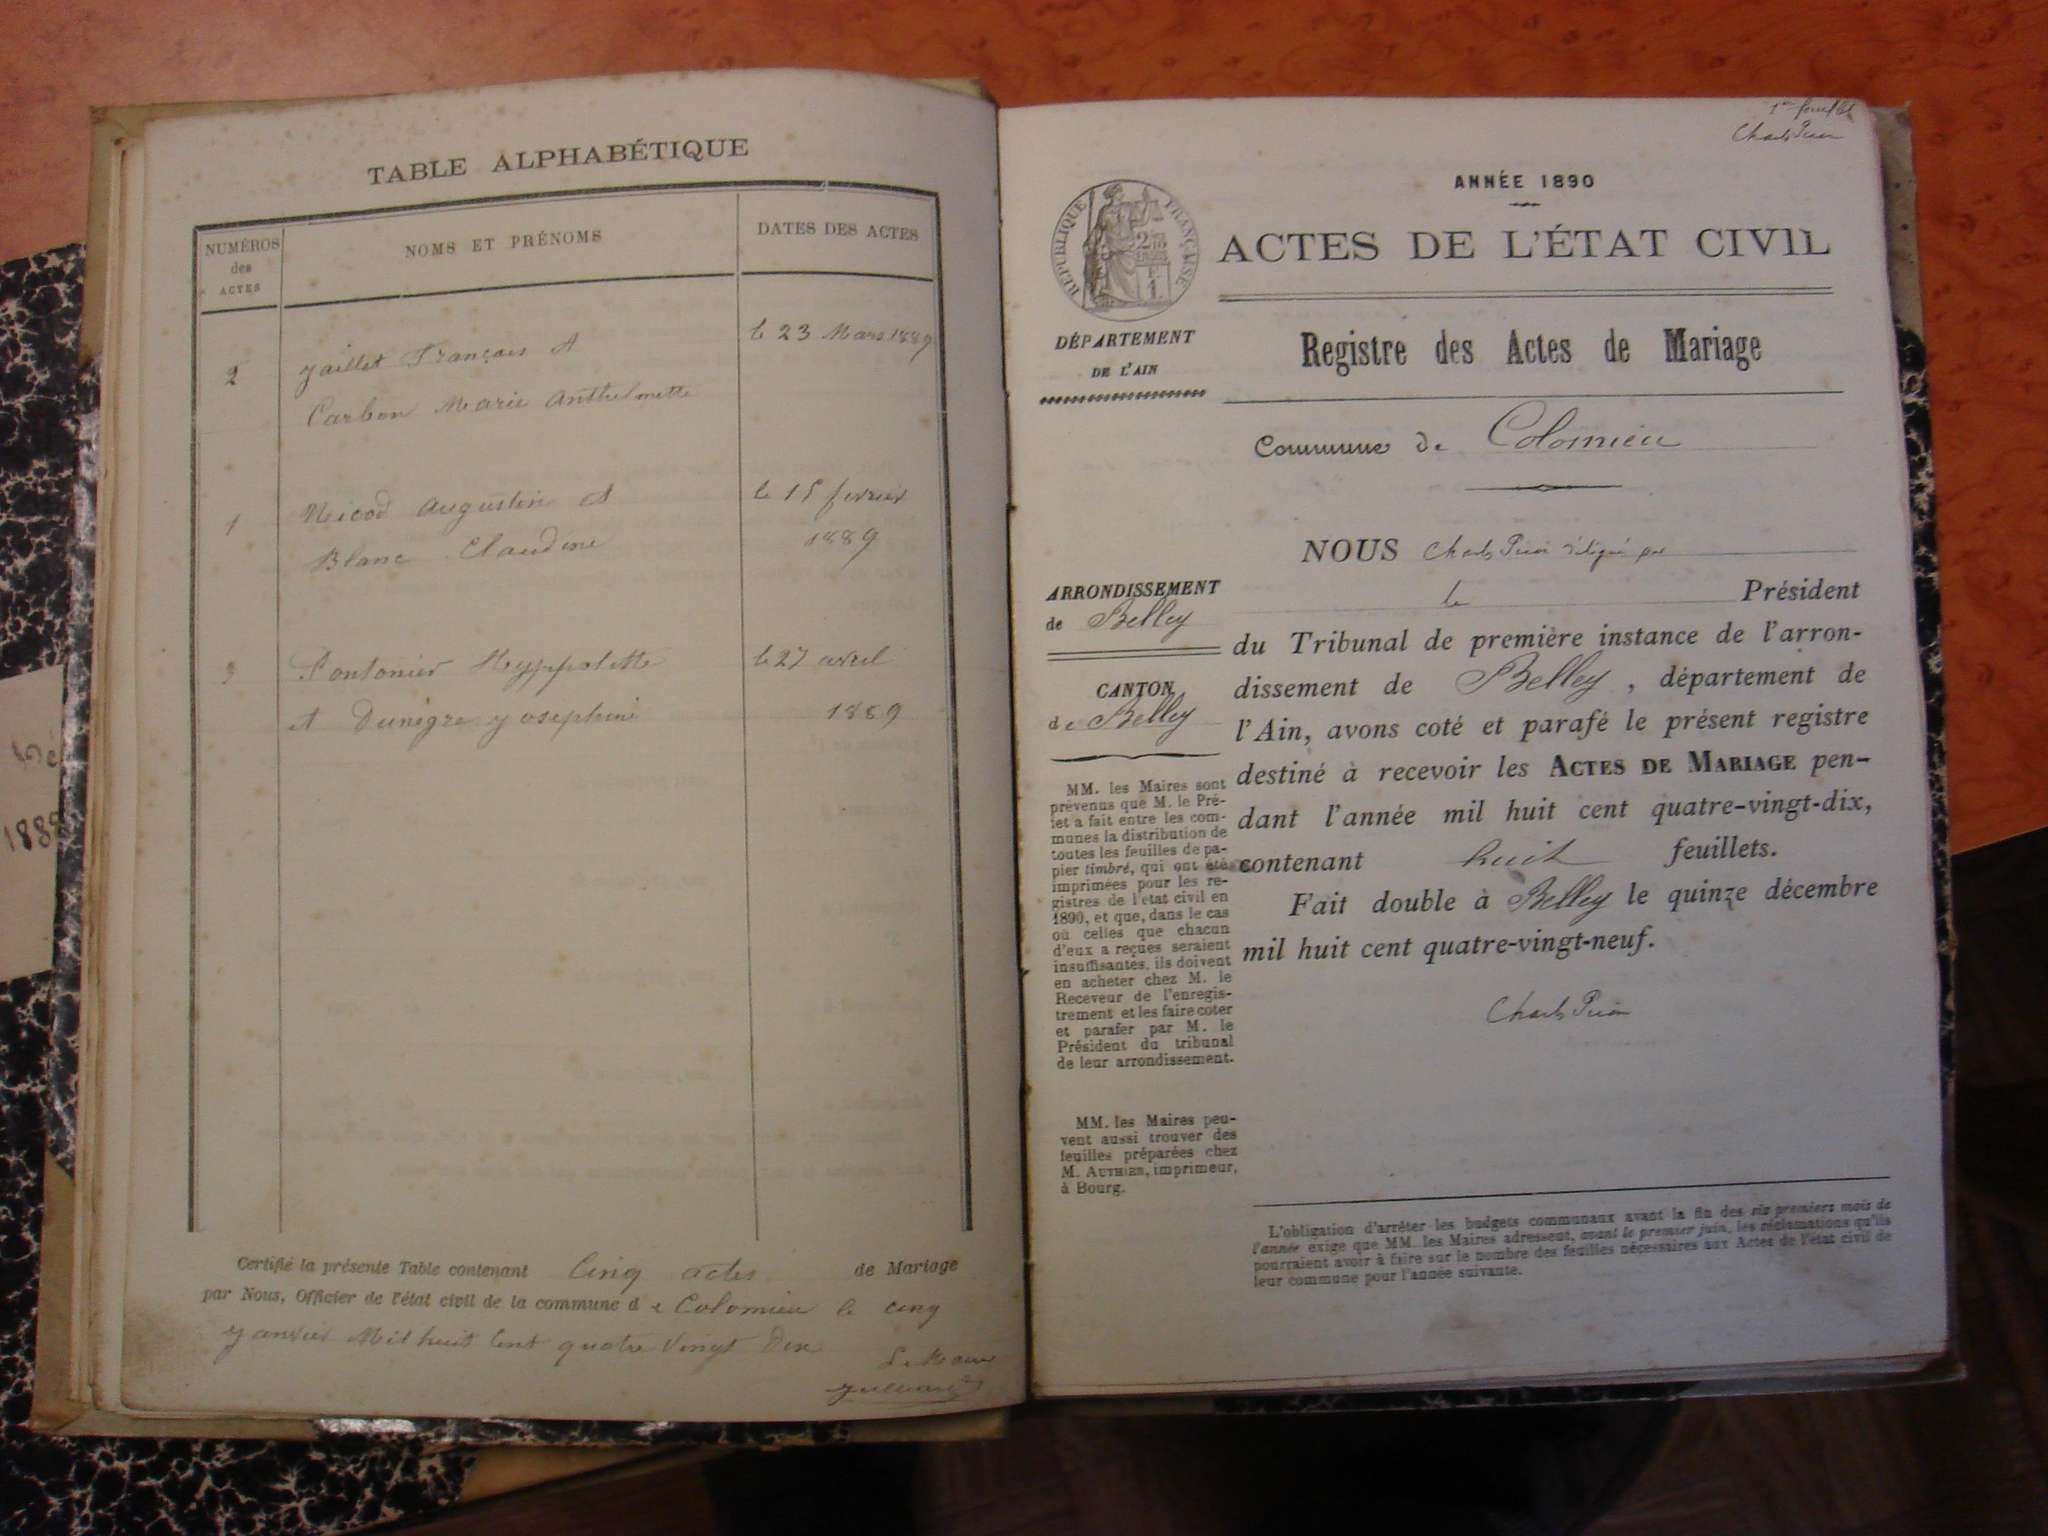 TABLE ALPHABÉTIQUE
NUMÉROS
des
ACTES
NOMS ET PRÉNOMS
DATES DES ACTES
2
Jaillet François et
le 23 Mars 1889
Carbon Marie Anthelmette
1
Nicod Augustin et
le 15 fevrier
Blanc Claudine
1889
3
Pontonier Hyppolitte
le 27 avril
et Dunegre Josephine
1889
Certifié la présente Table contenant Cinq actes de Mariage
par Nous, Officier de l'état civil de la commune de Colomieu le cinq
janvier Mil huit Cent quatre Vingt Dix
Le Maire
1er feuillet
ANNÉE 1890
RÉPUBLIQUE FRANÇAISE
ACTES DE L'ÉTAT CIVIL
DÉPARTEMENT
DE L'AIN
Registre des Actes de Mariage
Commune de Colomieu
NOUS Charles délégué par
le Président
du Tribunal de première instance de l'arron-
dissement de Belley, département de
l'Ain, avons coté et parafé le présent registre
destiné à recevoir les ACTES DE MARIAGE pen-
dant l'année mil huit cent quatre-vingt-dix,
contenant huit feuillets.
Fait double à Belley le quinze décembre
mil huit cent quatre-vingt-neuf.
ARRONDISSEMENT
de Belley
CANTON
de Belley
MM. les Maires sont
prévenus que M. le Pré-
fet a fait entre les com-
munes la distribution de
toutes les feuilles de pa-
pier timbré, qui ont été
imprimées pour les re-
gistres de l'état civil en
1890, et que, dans le cas
où celles que chacun
d'eux a reçues seraient
insuffisantes, ils doivent
en acheter chez M. le
Receveur de l'enregis-
trement et les faire coter
et parafer par M. le
Président du tribunal
de leur arrondissement.
MM. les Maires peu-
vent aussi trouver des
feuilles préparées chez
M. AUTHIER, imprimeur,
à Bourg.
L'obligation d'arrêter les budgets communaux avant la fin des six premiers mois de
l'année exige que MM. les Maires adressent, avant le premier juin, les réclamations qu'ils
pourraient avoir à faire sur le nombre des feuilles nécessaires aux Actes de l'état civil de
leur commune pour l'année suivante.